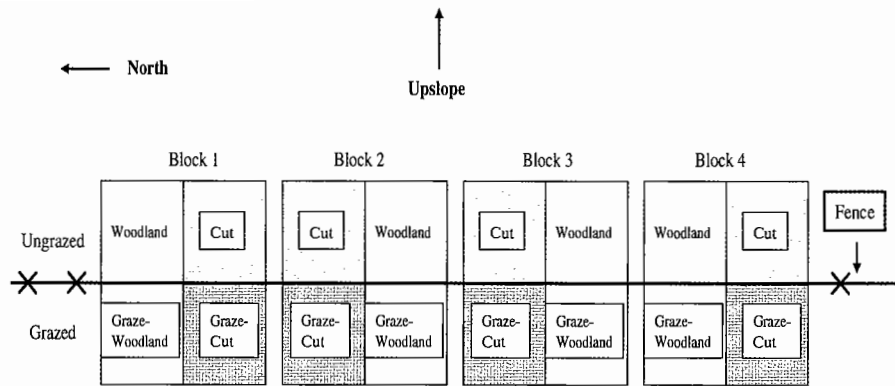 North
Upslope
Block 1 Block 2 Block 3 Block 4
Fence
Ungrazed
Woodland Cut Cut Woodland Cut Woodland Woodland Cut
Grazed
Graze- Graze- Graze- Graze- Graze- Graze- Graze- Graze-
Woodland Cut Cut Woodland Cut Woodland Woodland Cut